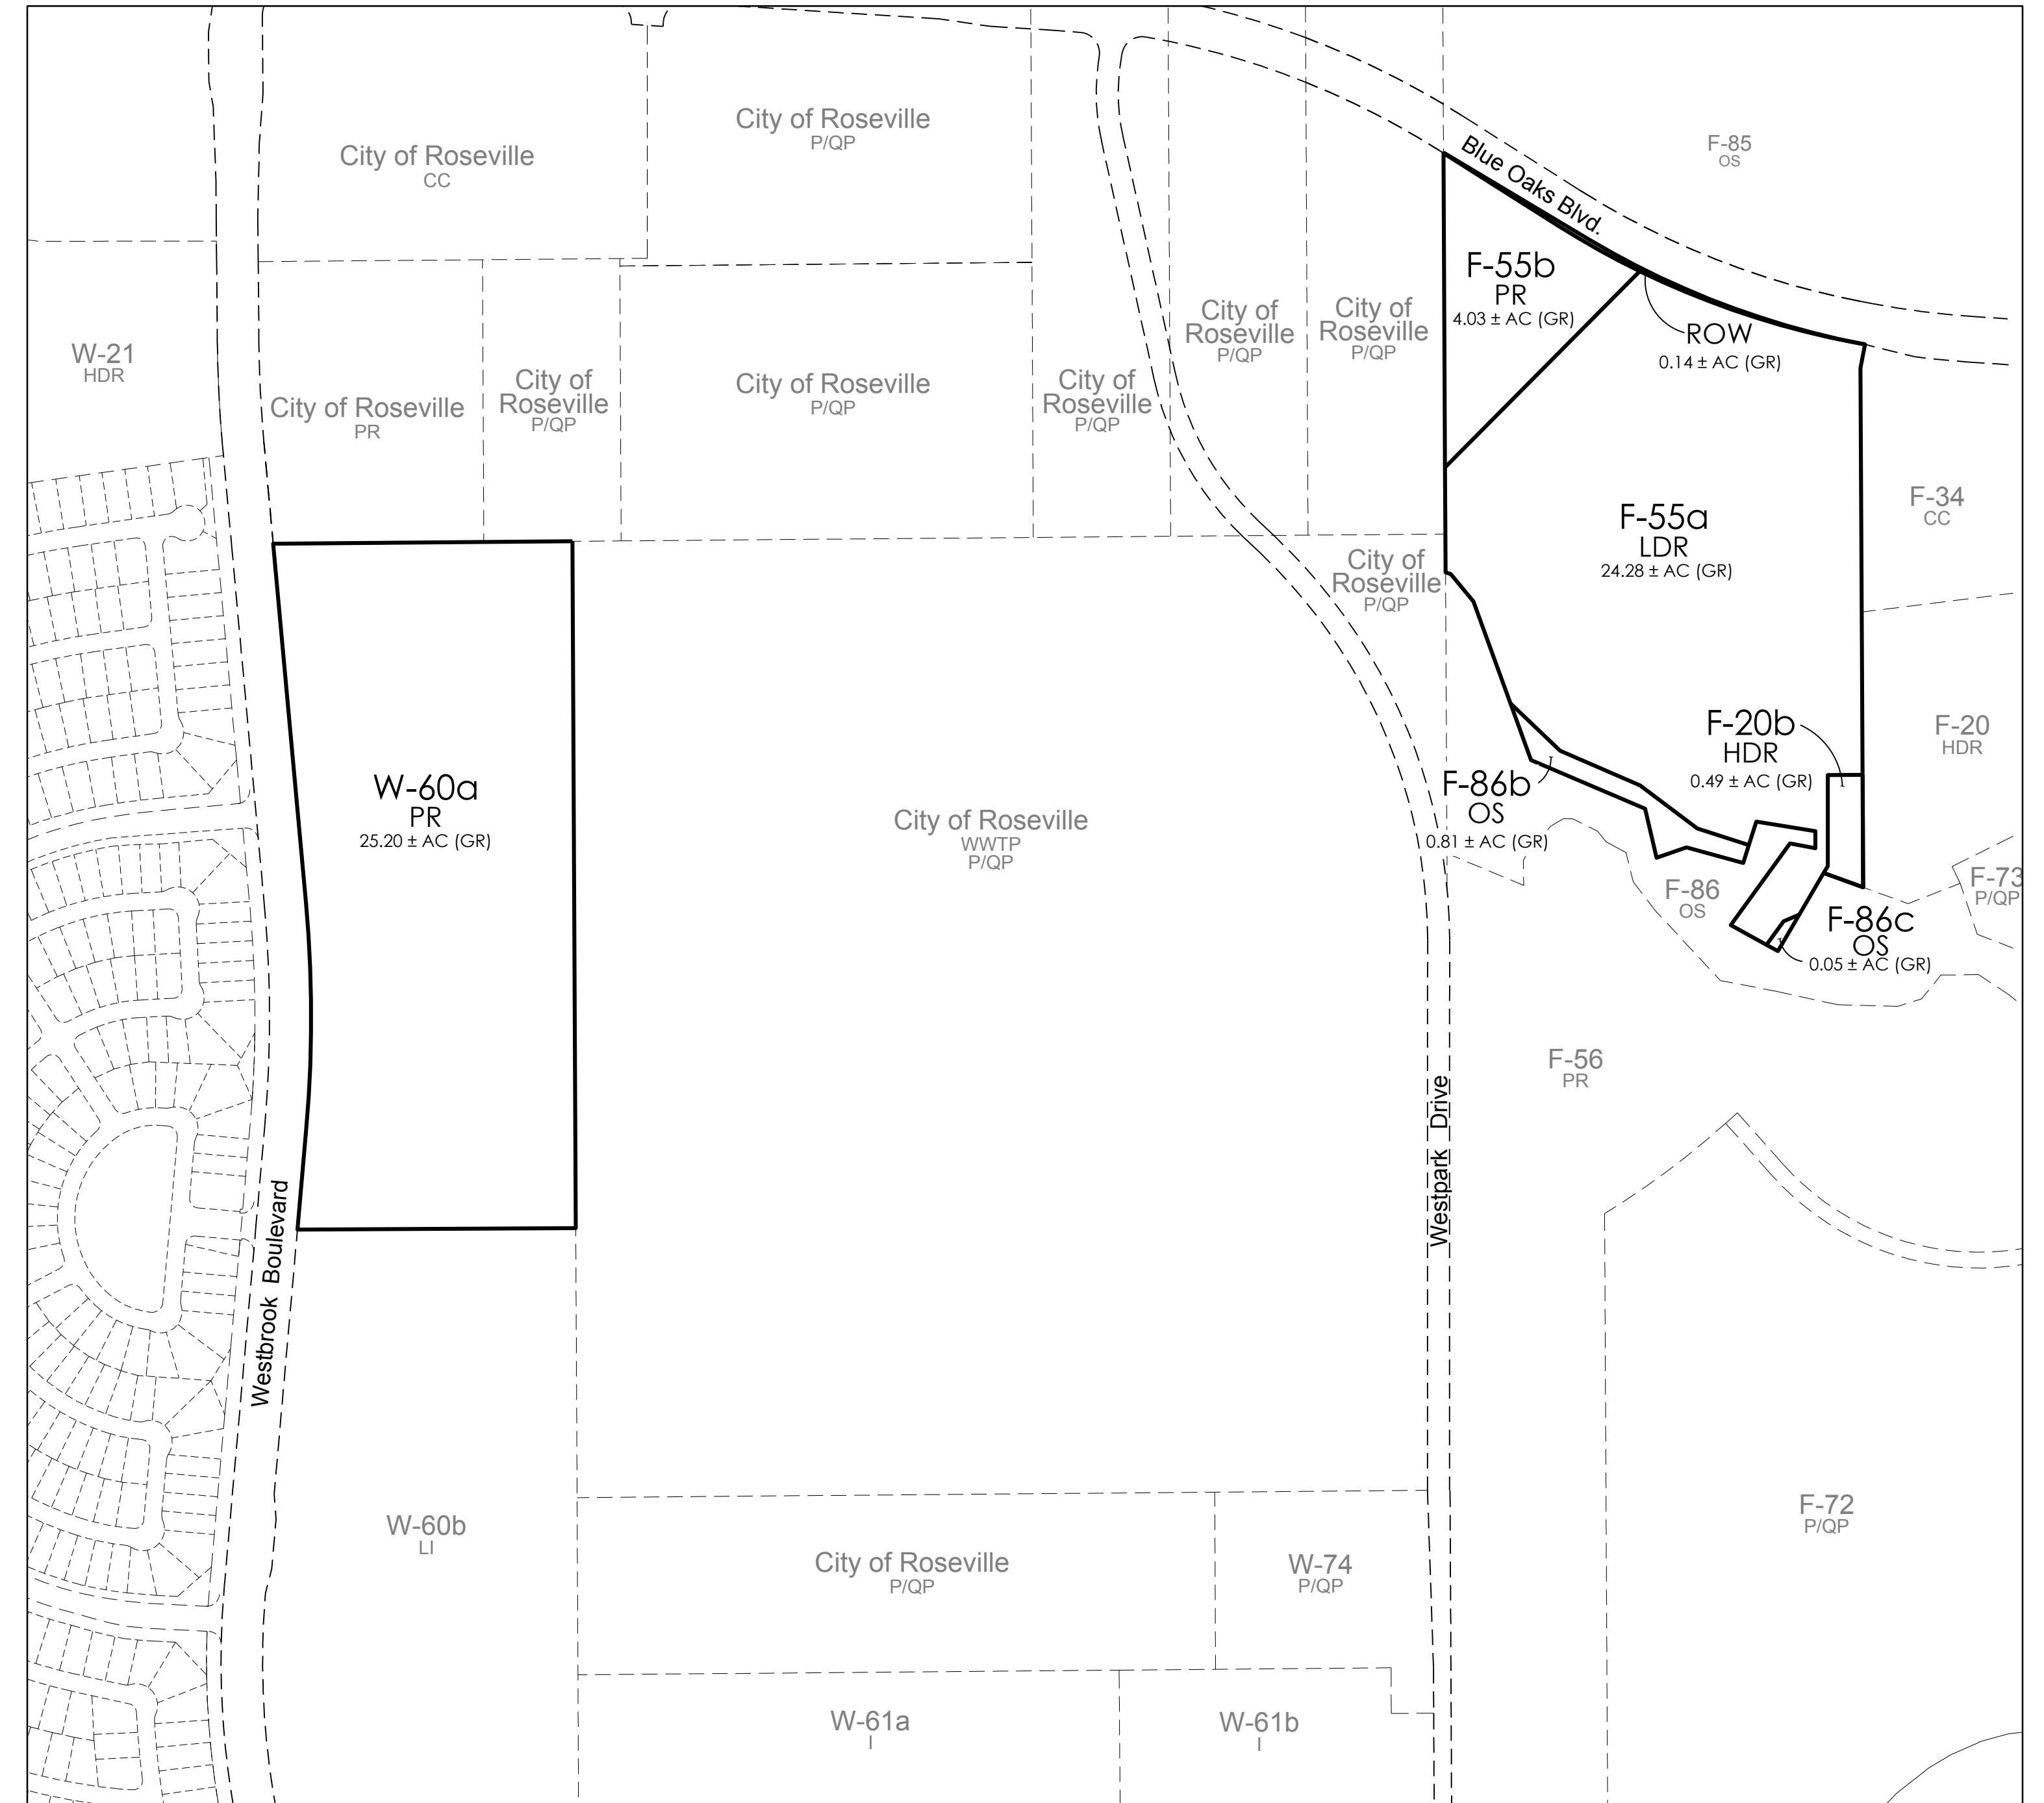 City of Roseville
CC
City of Roseville
P/QP
F-85
OS
Blue Oaks Blvd.
F-55b
PR
4.03 ± AC (GR)
ROW
0.14 ± AC (GR)
W-21
HDR
City of Roseville
PR
City of
Roseville
P/QP
City of Roseville
P/QP
City of
Roseville
P/QP
City of
Roseville
P/QP
City of
Roseville
P/QP
F-55a
LDR
24.28 ± AC (GR)
F-34
CC
City of
Roseville
P/QP
F-20b
HDR
0.49 ± AC (GR)
F-20
HDR
W-60a
PR
25.20 ± AC (GR)
City of Roseville
WWTP
P/QP
F-86b
OS
0.81 ± AC (GR)
F-86
OS
F-73
P/QP
F-86c
OS
0.05 ± AC (GR)
F-56
PR
Westbrook Boulevard
Westpark Drive
W-60b
LI
City of Roseville
P/QP
W-74
P/QP
F-72
P/QP
W-61a
I
W-61b
I